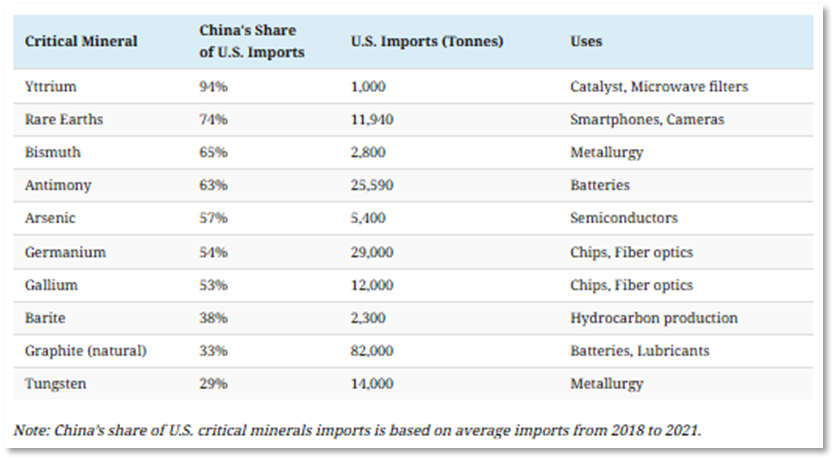 Critical Mineral China's Share of U.S. Imports U.S. Imports (Tonnes) Uses
Yttrium 94% 1,000 Catalyst, Microwave filters
Rare Earths 74% 11,940 Smartphones, Cameras
Bismuth 65% 2,800 Metallurgy
Antimony 63% 25,590 Batteries
Arsenic 57% 5,400 Semiconductors
Germanium 54% 29,000 Chips, Fiber optics
Gallium 53% 12,000 Chips, Fiber optics
Barite 38% 2,300 Hydrocarbon production
Graphite (natural) 33% 82,000 Batteries, Lubricants
Tungsten 29% 14,000 Metallurgy
Note: China's share of U.S. critical minerals imports is based on average imports from 2018 to 2021.